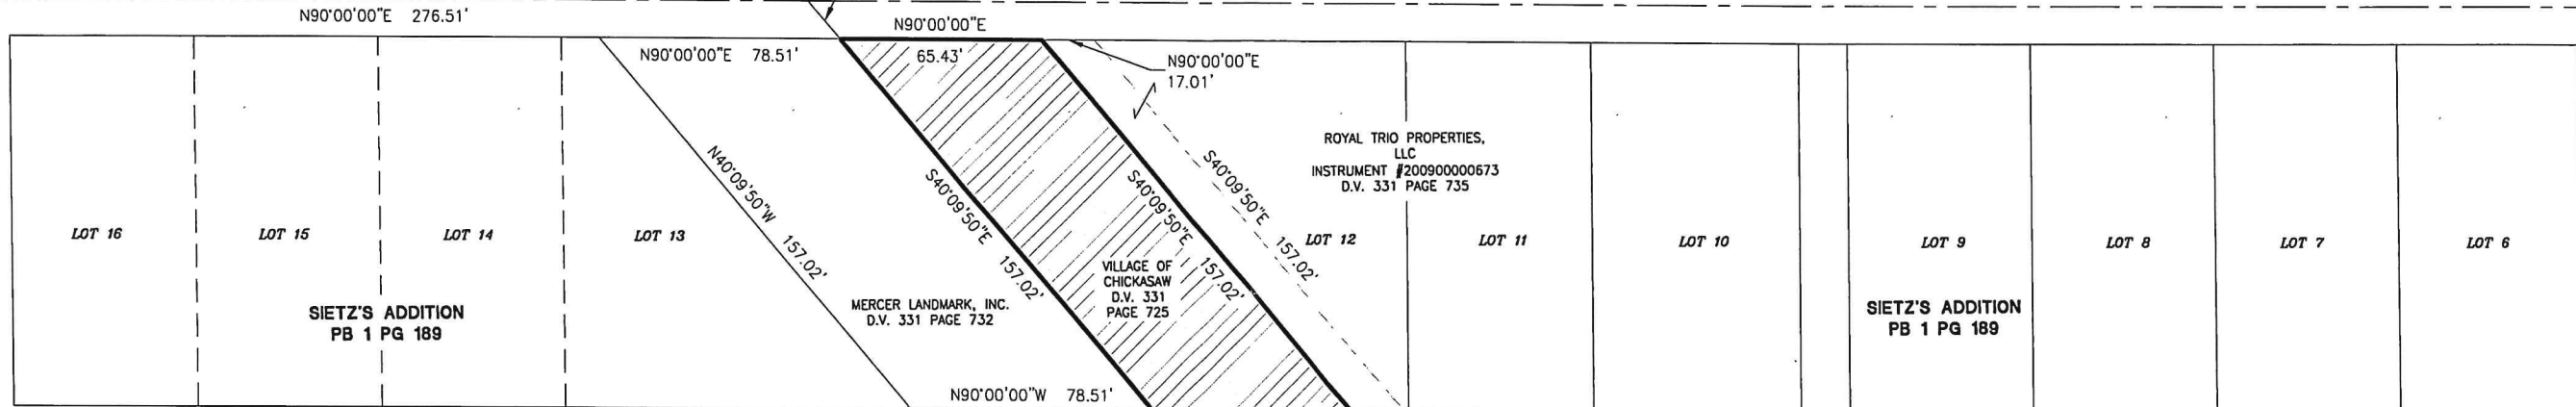 N90°00'00"E 276.51'
N90°00'00"E
N90°00'00"E 78.51'
65.43'
N90°00'00"E
17.01'
ROYAL TRIO PROPERTIES,
LLC
INSTRUMENT #200900000673
D.V. 331 PAGE 735
N40°09'50"W 157.02'
S40°09'50"E 157.02'
S40°09'50"E 157.02'
S40°09'50"E 157.02'
LOT 16
LOT 15
LOT 14
LOT 13
LOT 12
LOT 11
LOT 10
LOT 9
LOT 8
LOT 7
LOT 6
VILLAGE OF
CHICKASAW
D.V. 331
PAGE 725
MERCER LANDMARK, INC.
D.V. 331 PAGE 732
SIETZ'S ADDITION
PB 1 PG 189
SIETZ'S ADDITION
PB 1 PG 189
N90°00'00"W 78.51'